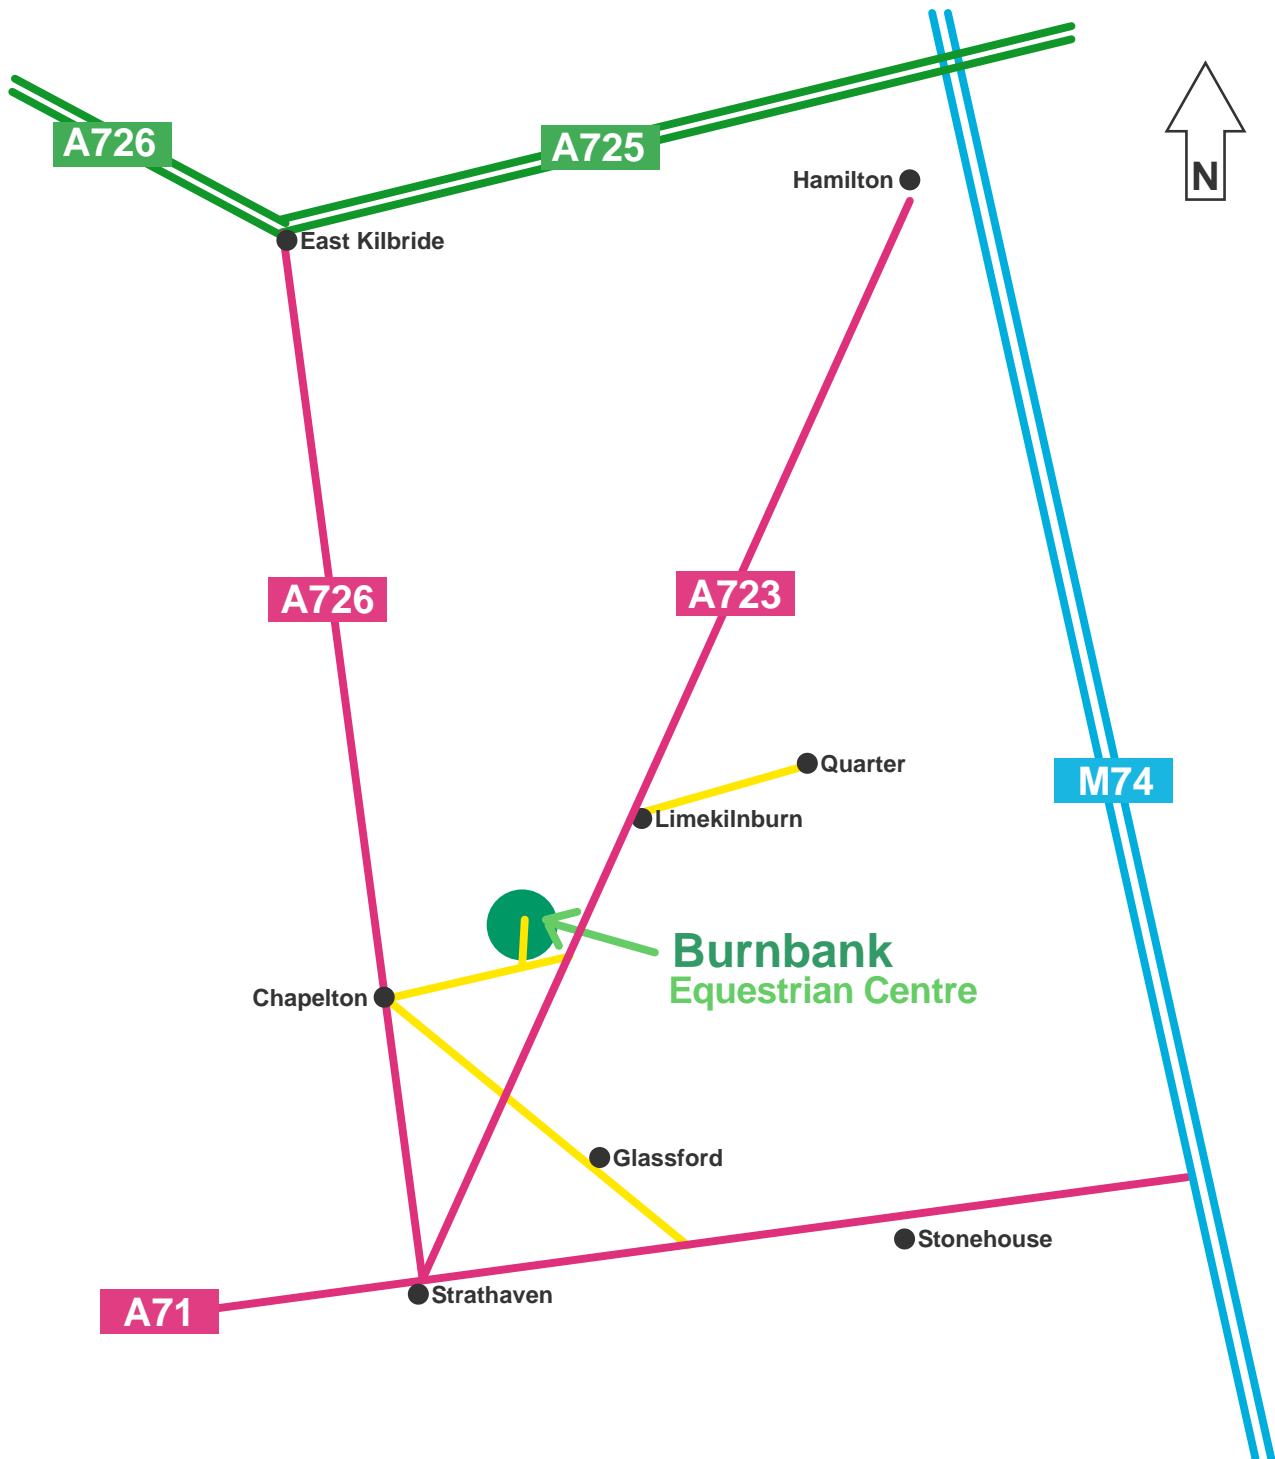 A726
A725
Hamilton
N
East Kilbride
A726
A723
Quarter
M74
Limekilnburn
Burnbank
Equestrian Centre
Chapelton
Glassford
Stonehouse
Strathaven
A71